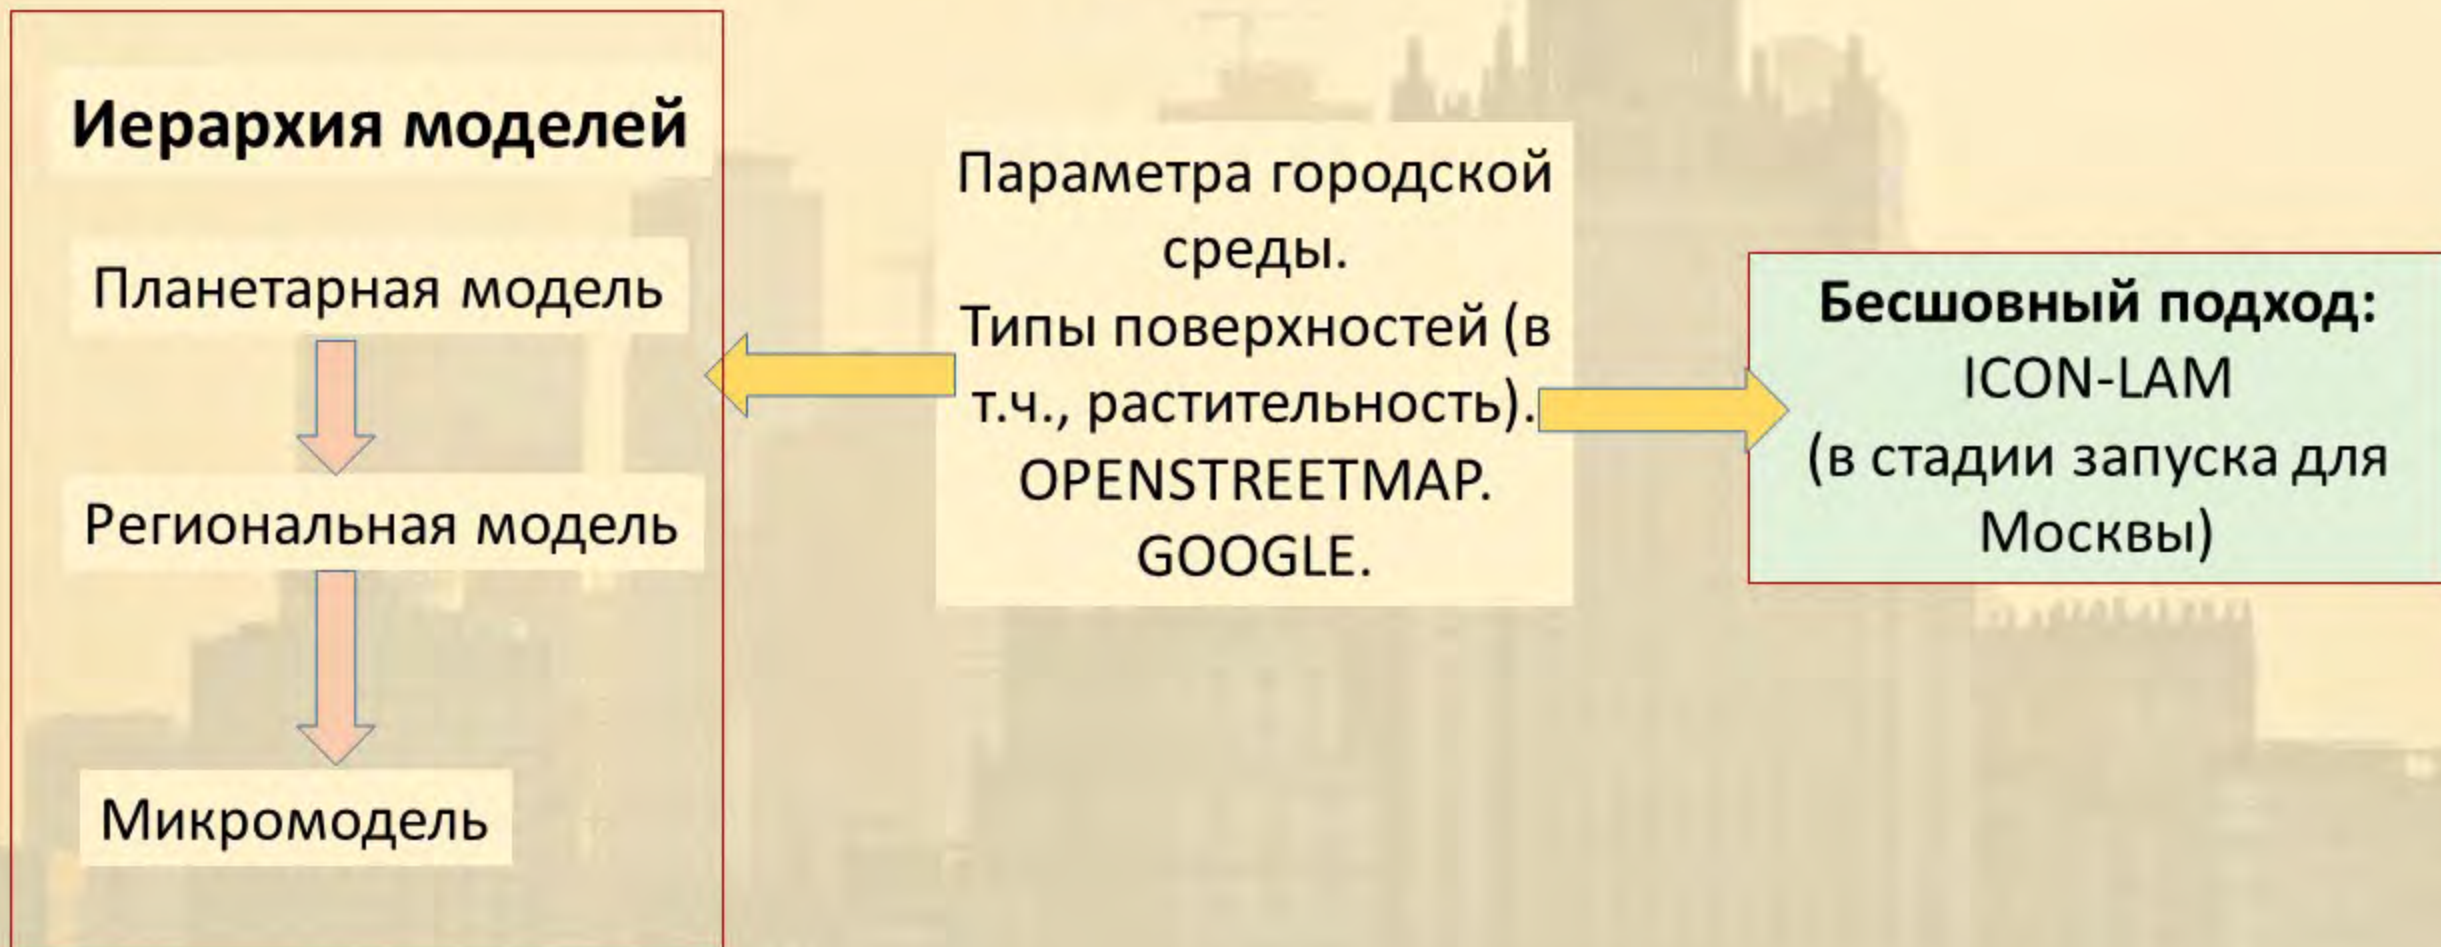 Иерархия моделей
Планетарная модель
Региональная модель
Микромодель
Параметра городской
среды.
Типы поверхностей (в
т.ч., растительность).
OPENSTREETMAP.
GOOGLE.
Бесшовный подход:
ICON-LAM
(в стадии запуска для
Москвы)